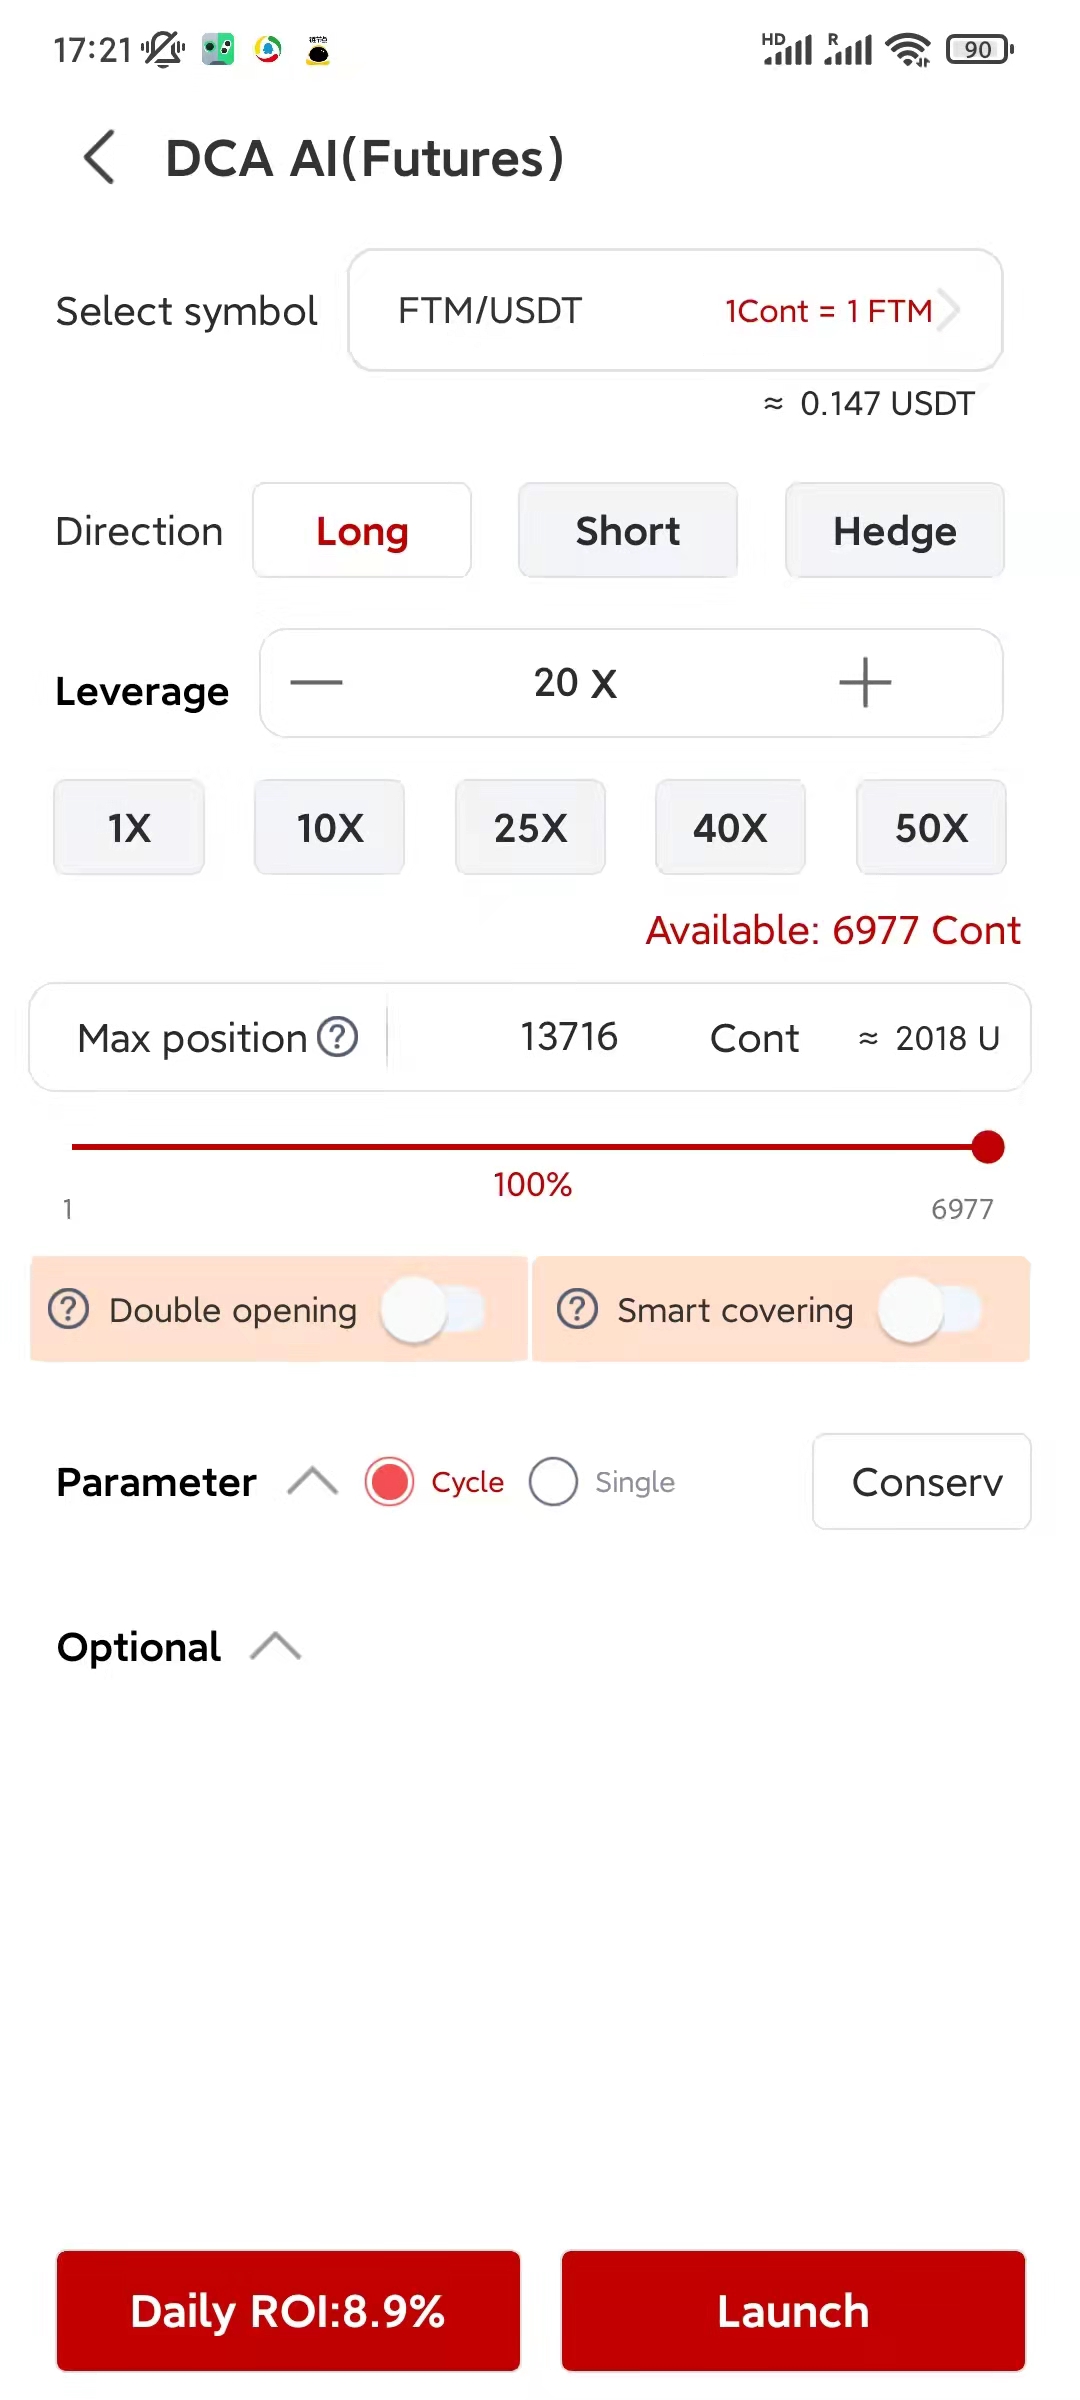 17:21 HD R 90
DCA AI(Futures)
Select symbol FTM/USDT 1Cont = 1 FTM
≈ 0.147 USDT
Direction Long Short Hedge
Leverage 20 X
1X 10X 25X 40X 50X
Available: 6977 Cont
Max position ? 13716 Cont ≈ 2018 U
100%
1 6977
? Double opening ? Smart covering
Parameter Cycle Single Conserv
Optional
Daily ROI:8.9% Launch